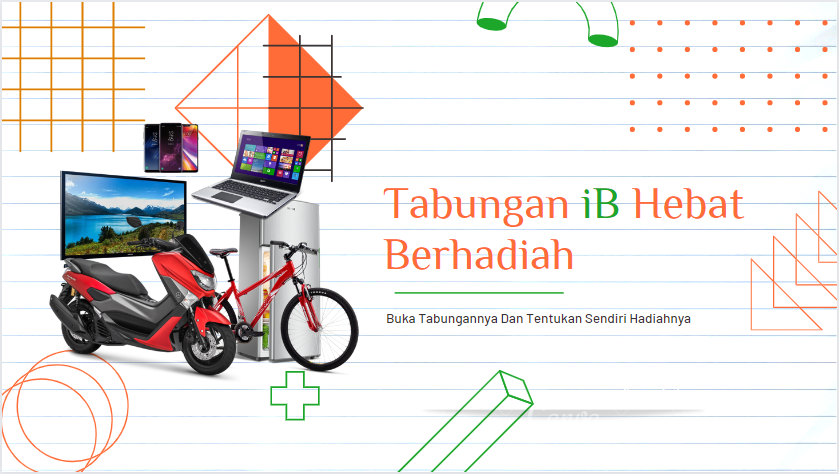 Tabungan iB Hebat
Berhadiah
Buka Tabungannya Dan Tentukan Sendiri Hadiahnya